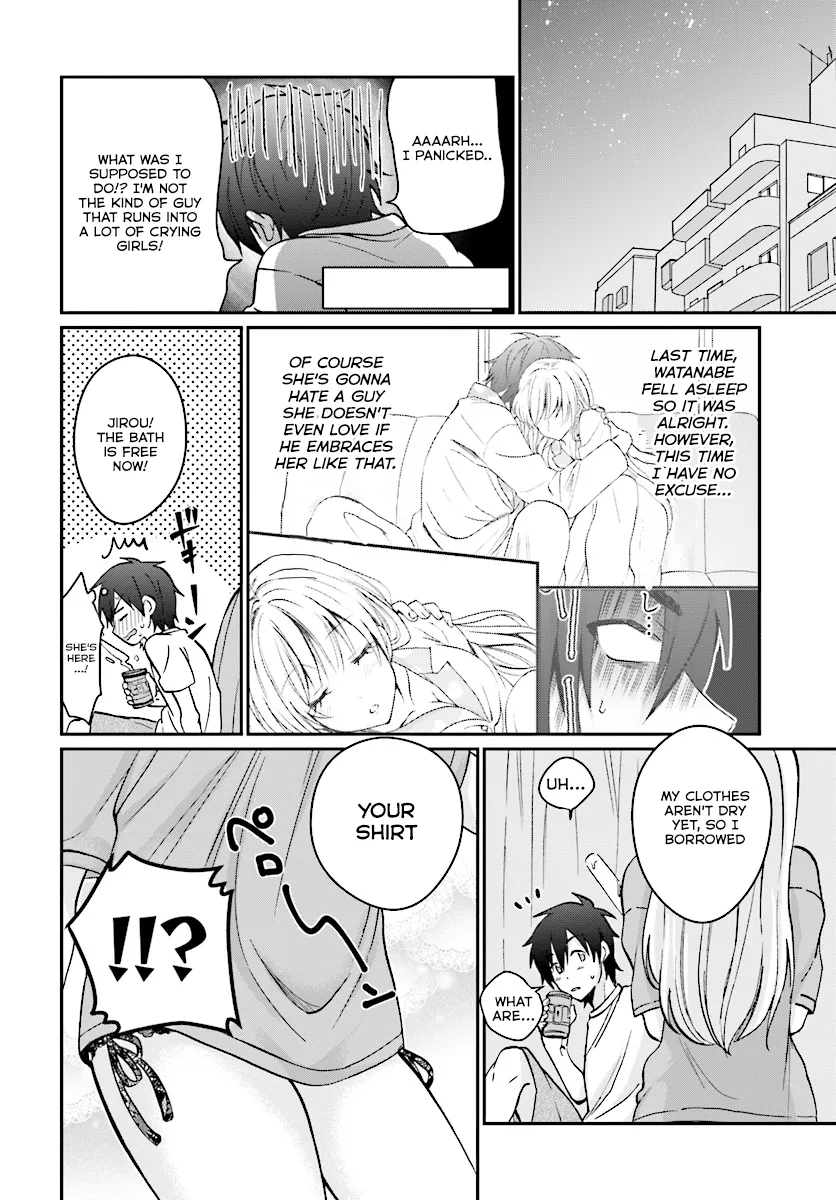 AAAARH...
I PANICKED..
WHAT WAS I
SUPPOSED TO
DO!? I'M NOT
THE KIND OF GUY
THAT RUNS INTO
A LOT OF CRYING
GIRLS!
LAST TIME,
WATANABE
FELL ASLEEP
SO IT WAS
ALRIGHT.
HOWEVER,
THIS TIME
I HAVE NO
EXCUSE...
OF COURSE
SHE'S GONNA
HATE A GUY
SHE DOESN'T
EVEN LOVE IF
HE EMBRACES
HER LIKE THAT.
JIROU!
THE BATH
IS FREE
NOW!
ドキッ!
SHE'S
HERE
....!
MY CLOTHES
AREN'T DRY
YET, SO I
BORROWED
UH...
WHAT
ARE...
YOUR
SHIRT
!!?